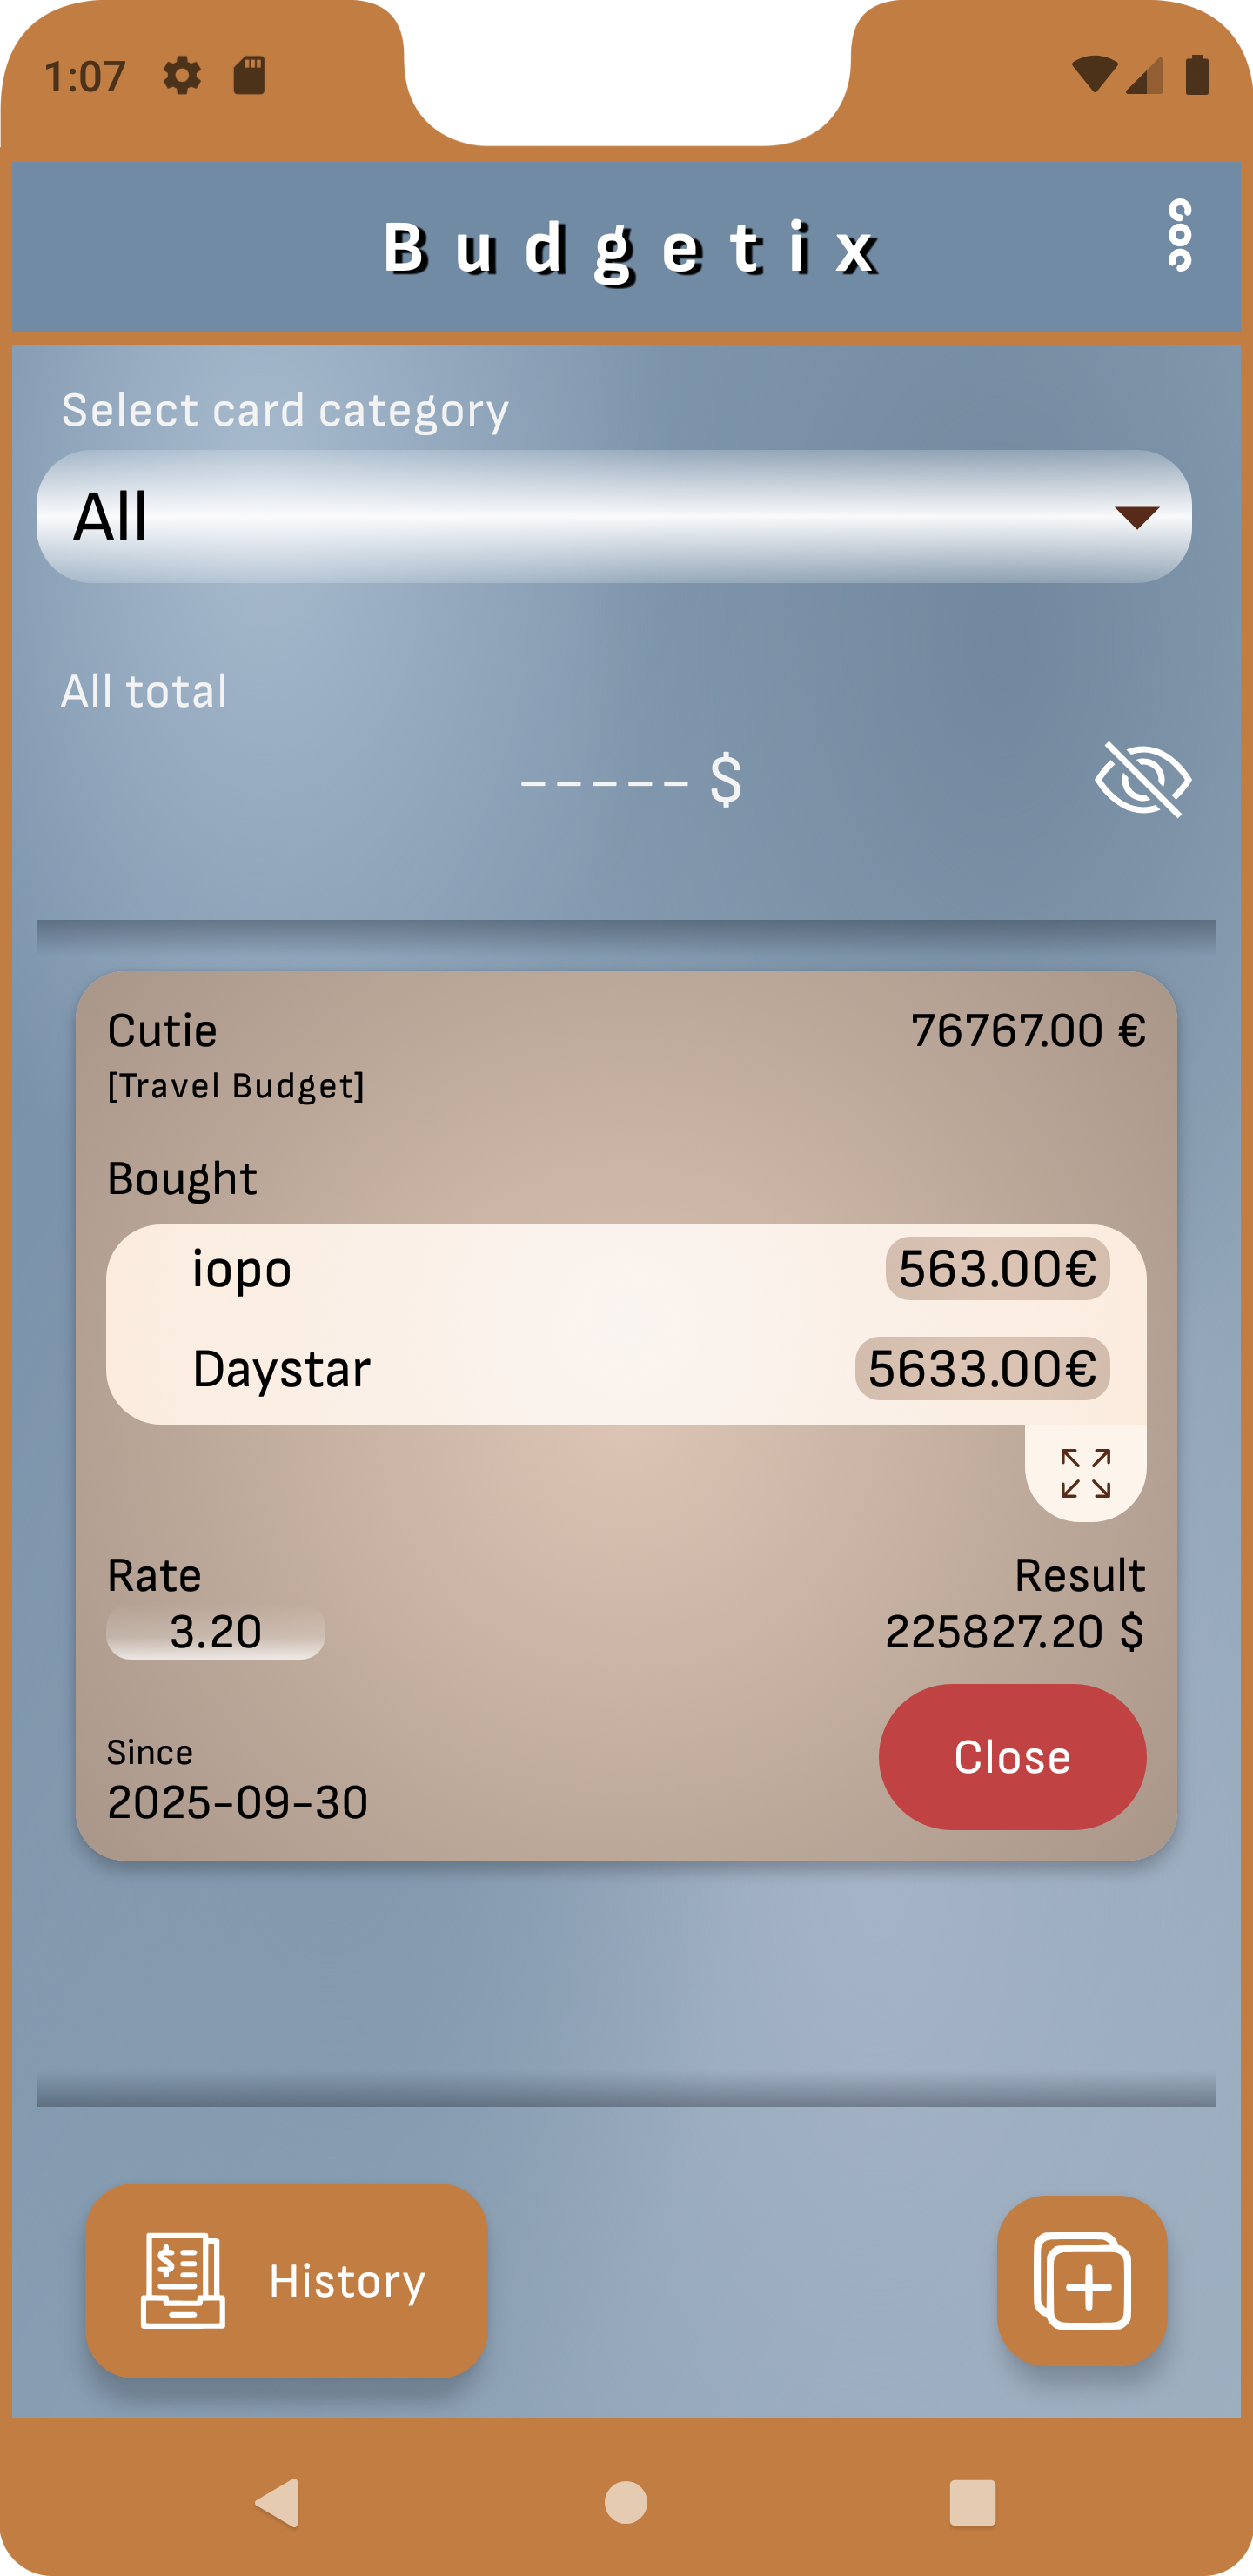 1:07
Budgetix
Select card category
All
All total
----- $
Cutie 76767.00 €
[Travel Budget]
Bought
iopo 563.00€
Daystar 5633.00€
Rate Result
3.20 225827.20 $
Since
2025-09-30
Close
History